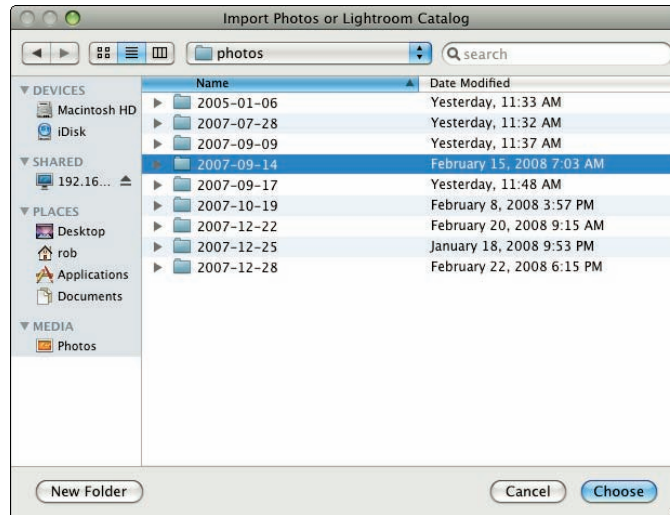 Import Photos or Lightroom Catalog
photos
search
DEVICES
Macintosh HD
iDisk
SHARED
192.16...
PLACES
Desktop
rob
Applications
Documents
MEDIA
Photos
Name Date Modified
2005-01-06 Yesterday, 11:33 AM
2007-07-28 Yesterday, 11:32 AM
2007-09-09 Yesterday, 11:37 AM
2007-09-14 February 15, 2008 7:03 AM
2007-09-17 Yesterday, 11:48 AM
2007-10-19 February 8, 2008 3:57 PM
2007-12-22 February 20, 2008 9:15 AM
2007-12-25 January 18, 2008 9:53 PM
2007-12-28 February 22, 2008 6:15 PM
New Folder Cancel Choose